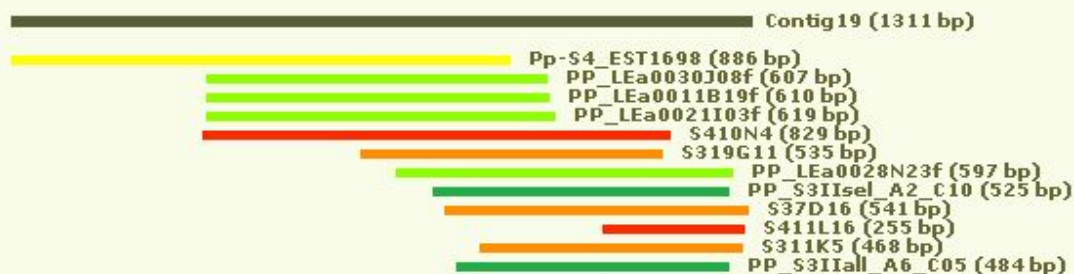 Contig19 (1311 bp)
Pp-S4_EST1698 (886 bp)
PP_LEa0030J08f (607 bp)
PP_LEa0011B19f (610 bp)
PP_LEa0021I03f (619 bp)
S410N4 (829 bp)
S319G11 (535 bp)
PP_LEa0028N23f (597 bp)
PP_S3IIsel_A2_C10 (525 bp)
S37D16 (541 bp)
S411L16 (255 bp)
S311K5 (468 bp)
PP_S3IIall_A6_C05 (484 bp)